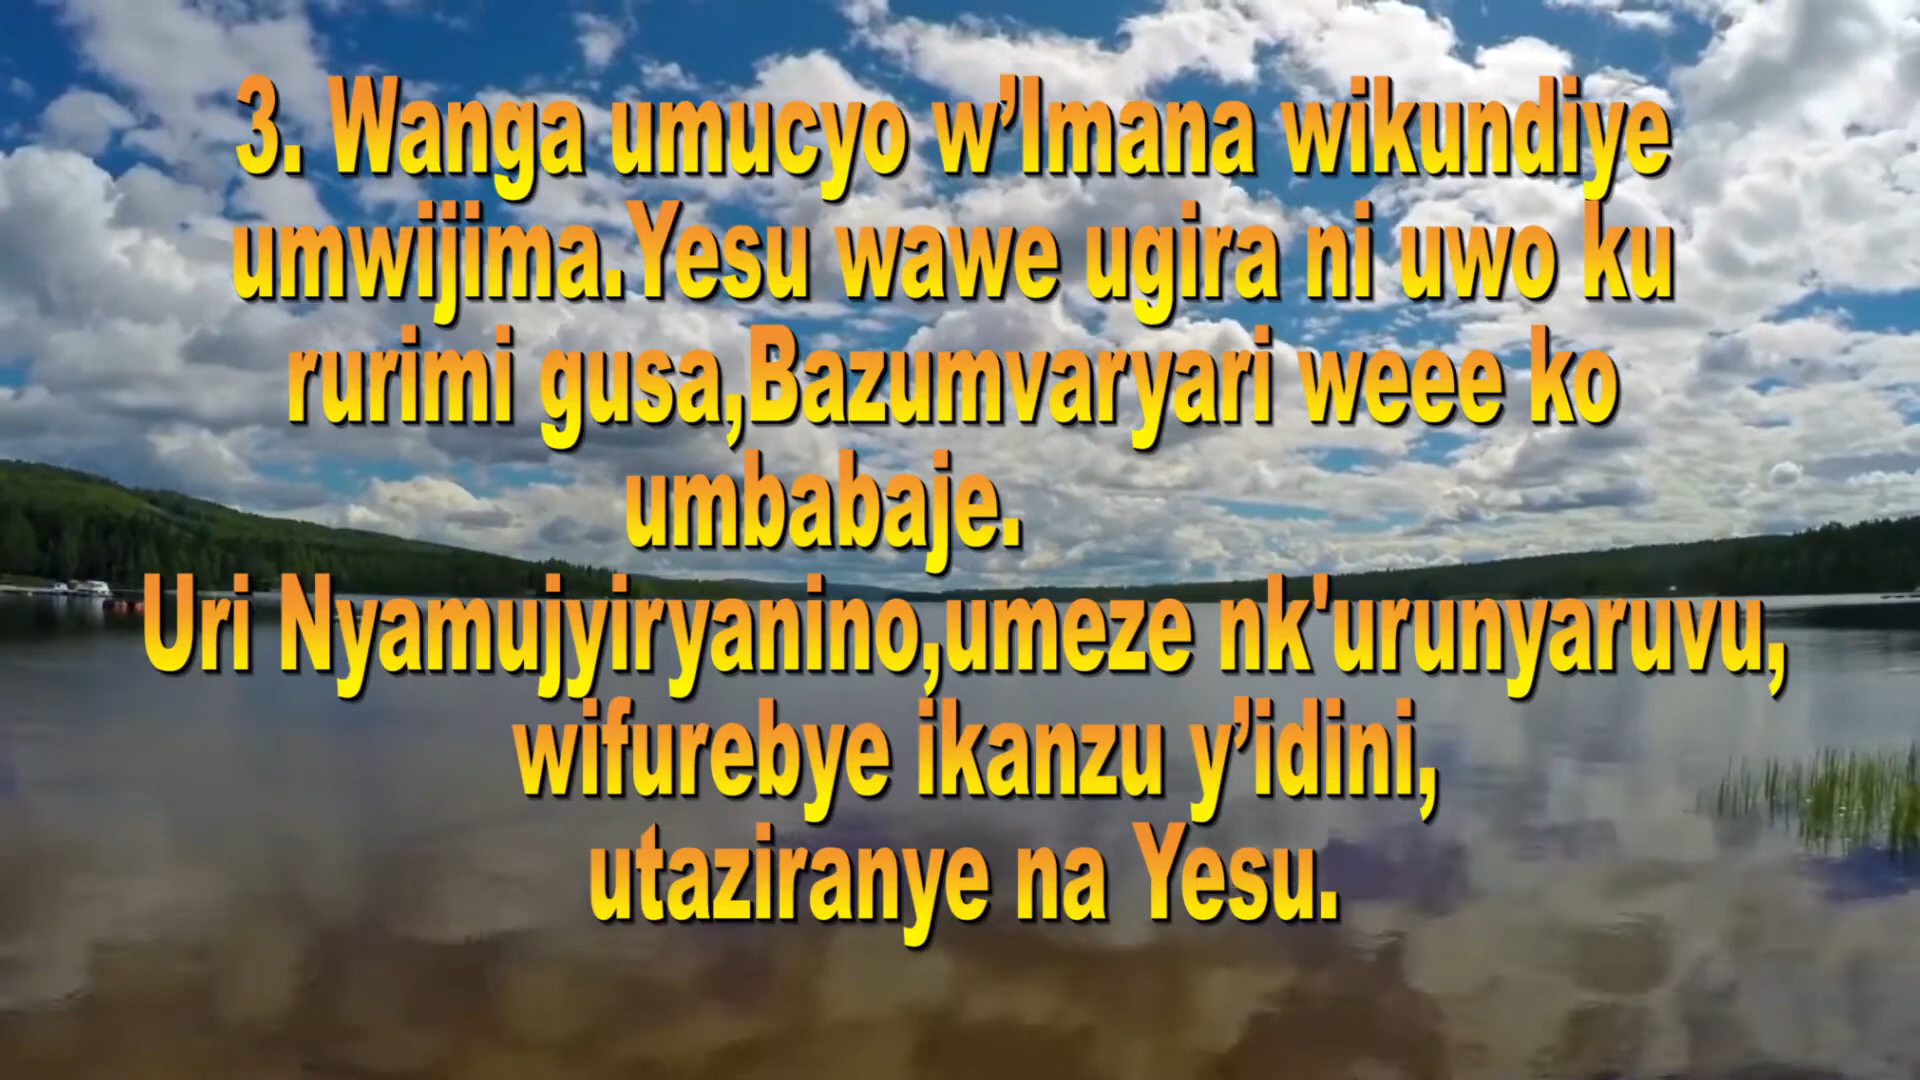 3. Wanga umucyo w’Imana wikundiye
umwijima.Yesu wawe ugira ni uwo ku
rurimi gusa,Bazumvaryari weee ko
umbabaje.
Uri Nyamujyiryanino,umeze nk'urunyaruvu,
wifurebye ikanzu y’idini,
utaziranye na Yesu.